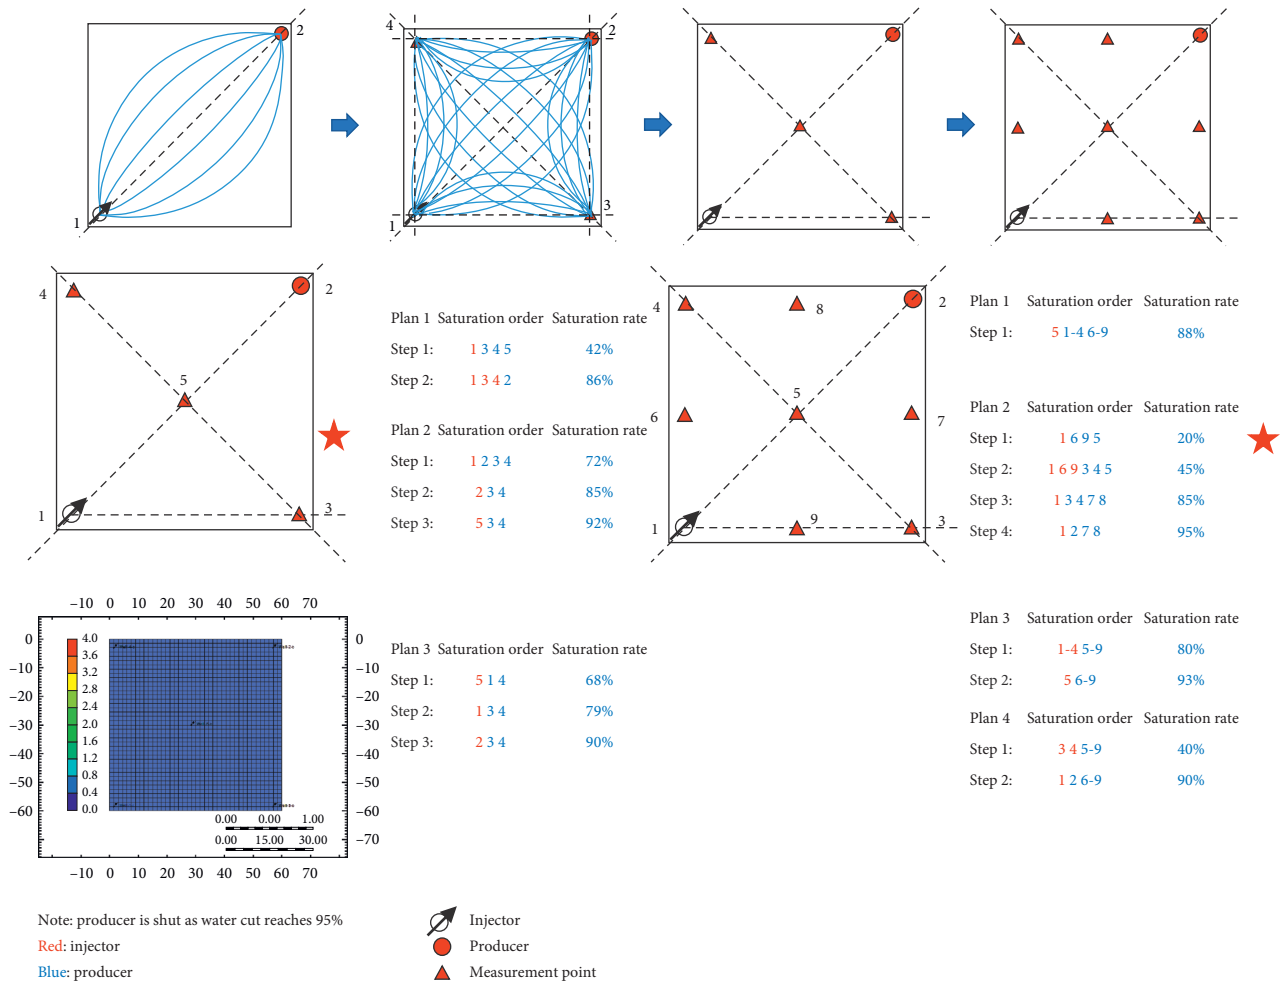 2
1
4
2
3
1
4
2
5
1
3
Plan 1 Saturation order Saturation rate
Step 1: 1 3 4 5 42%
Step 2: 1 3 4 2 86%
Plan 2 Saturation order Saturation rate
Step 1: 1 2 3 4 72%
Step 2: 2 3 4 85%
Step 3: 5 3 4 92%
4
8
2
5
6
7
1
9
3
Plan 1 Saturation order Saturation rate
Step 1: 5 1-4 6-9 88%
Plan 2 Saturation order Saturation rate
Step 1: 1 6 9 5 20%
Step 2: 1 6 9 3 4 5 45%
Step 3: 1 3 4 7 8 85%
Step 4: 1 2 7 8 95%
–10 0 10 20 30 40 50 60 70
0
–10
–20
–30
–40
–50
–60
4.0
3.6
3.2
2.8
2.4
2.0
1.6
1.2
0.8
0.4
0.0
0
–10
–20
–30
–40
–50
–60
–70
0.00 0.00 1.00
0.00 15.00 30.00
–10 0 10 20 30 40 50 60 70
Plan 3 Saturation order Saturation rate
Step 1: 5 1 4 68%
Step 2: 1 3 4 79%
Step 3: 2 3 4 90%
Plan 3 Saturation order Saturation rate
Step 1: 1-4 5-9 80%
Step 2: 5 6-9 93%
Plan 4 Saturation order Saturation rate
Step 1: 3 4 5-9 40%
Step 2: 1 2 6-9 90%
Note: producer is shut as water cut reaches 95%
Red: injector
Blue: producer
Injector
Producer
Measurement point